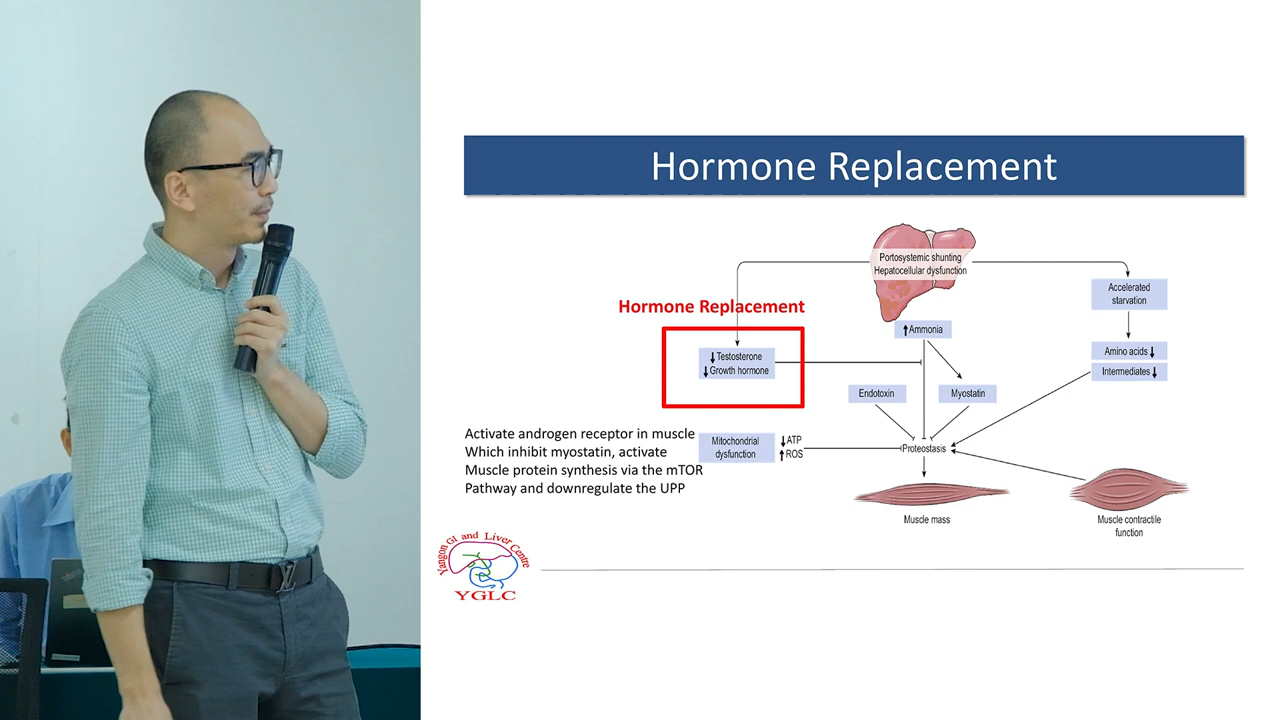 Hormone Replacement
Portosystemic shunting
Hepatocellular dysfunction
Hormone Replacement
Accelerated
starvation
↑Ammonia
↓Testosterone
↓Growth hormone
Amino acids↓
Intermediates↓
Endotoxin
Myostatin
Activate androgen receptor in muscle
Which inhibit myostatin, activate
Muscle protein synthesis via the mTOR
Pathway and downregulate the UPP
Mitochondrial
dysfunction
↓ATP
↑ROS
Proteostasis
Muscle mass
Muscle contractile
function
Yangon GI and Liver Centre
YGLC